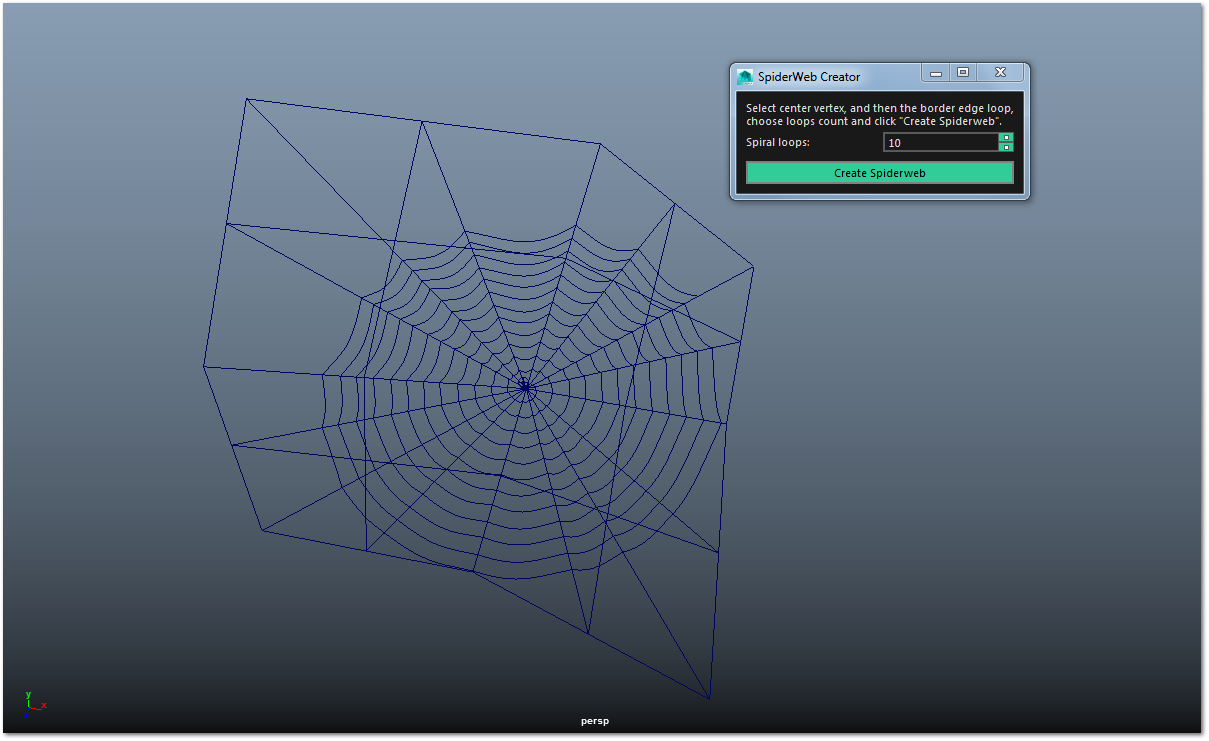 SpiderWeb Creator
Select center vertex, and then the border edge loop,
choose loops count and click "Create Spiderweb".
Spiral loops: 10
Create Spiderweb
y
x
persp